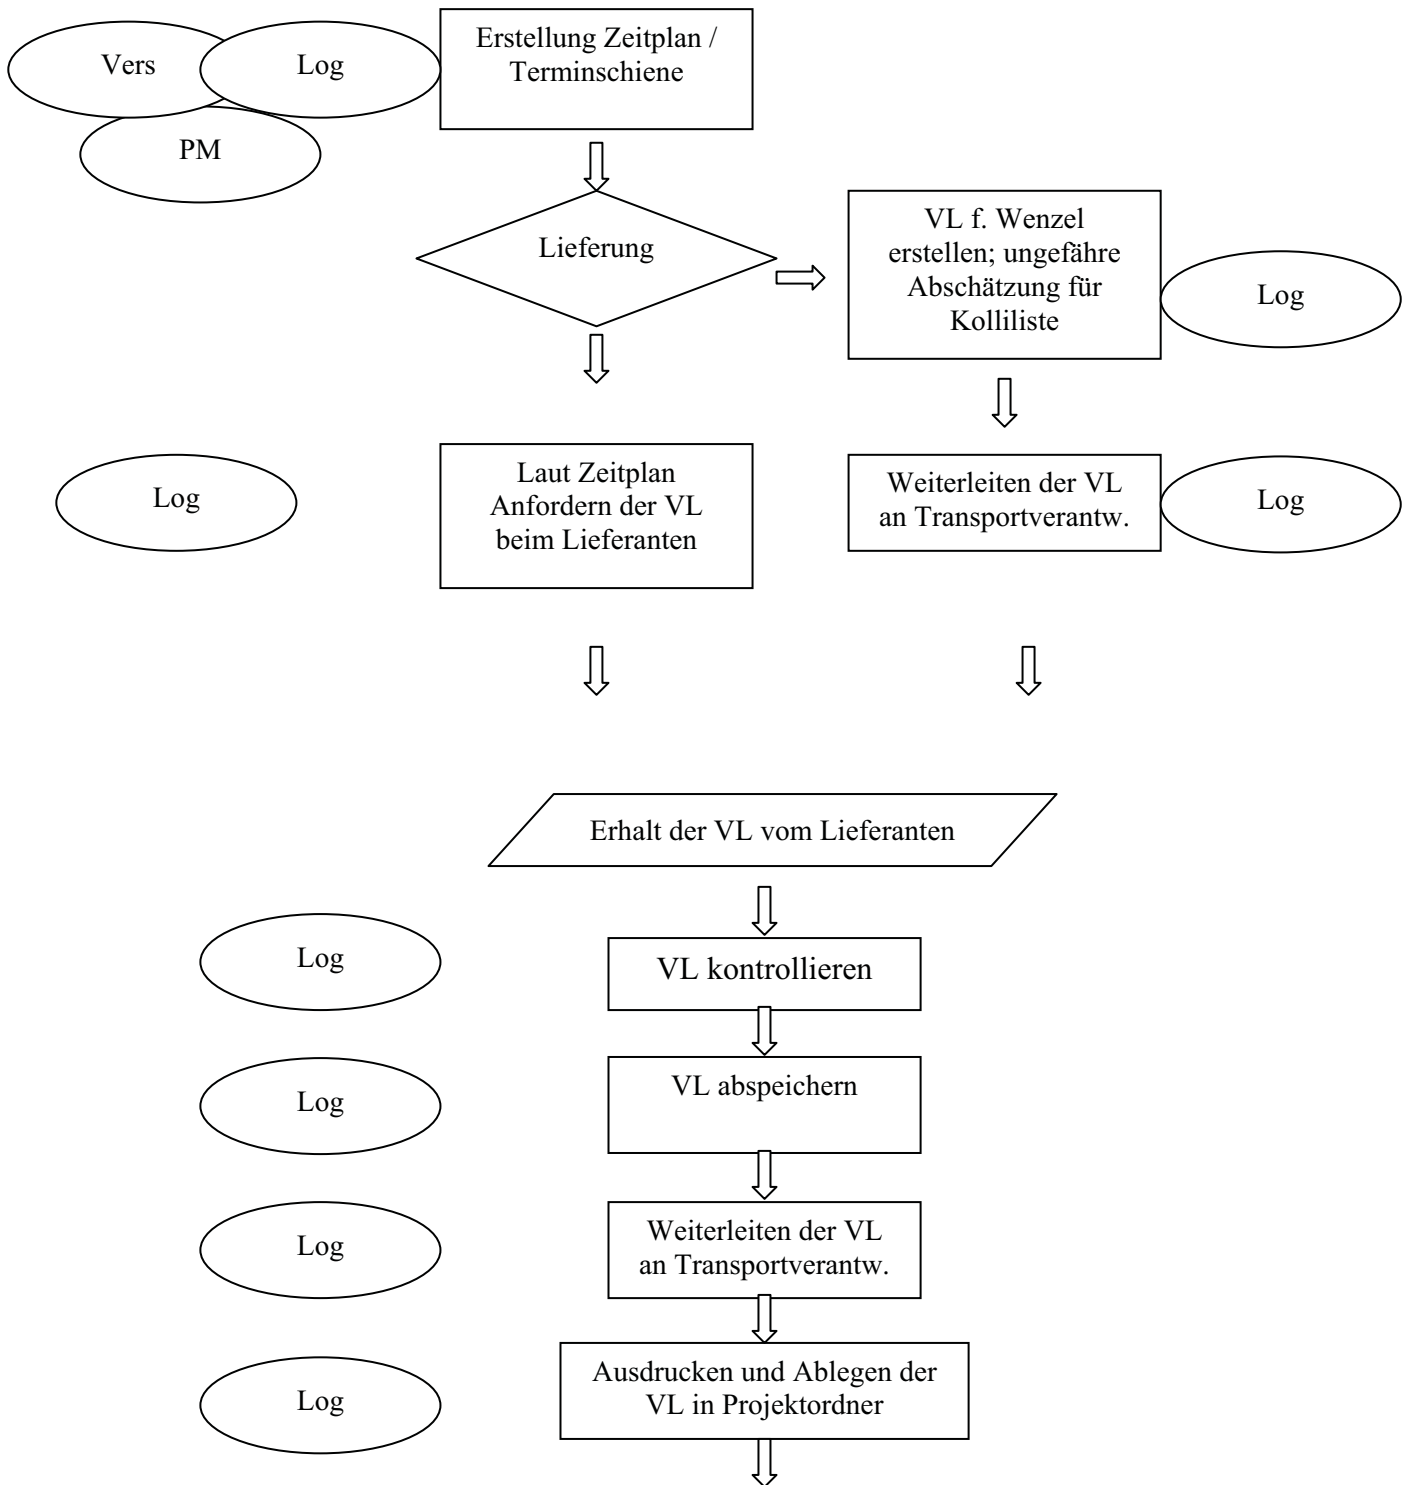 Vers
Log
PM
Erstellung Zeitplan /
Terminschiene
Lieferung
VL f. Wenzel
erstellen; ungefähre
Abschätzung für
Kolliliste
Log
Log
Laut Zeitplan
Anfordern der VL
beim Lieferanten
Weiterleiten der VL
an Transportverantw.
Log
Erhalt der VL vom Lieferanten
Log
VL kontrollieren
Log
VL abspeichern
Log
Weiterleiten der VL
an Transportverantw.
Log
Ausdrucken und Ablegen der
VL in Projektordner